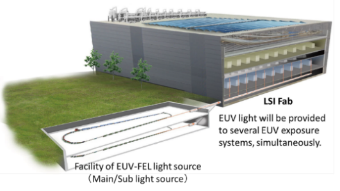 LSI Fab
EUV light will be provided
to several EUV exposure
systems, simultaneously.
Facility of EUV-FEL light source
（Main/Sub light source）